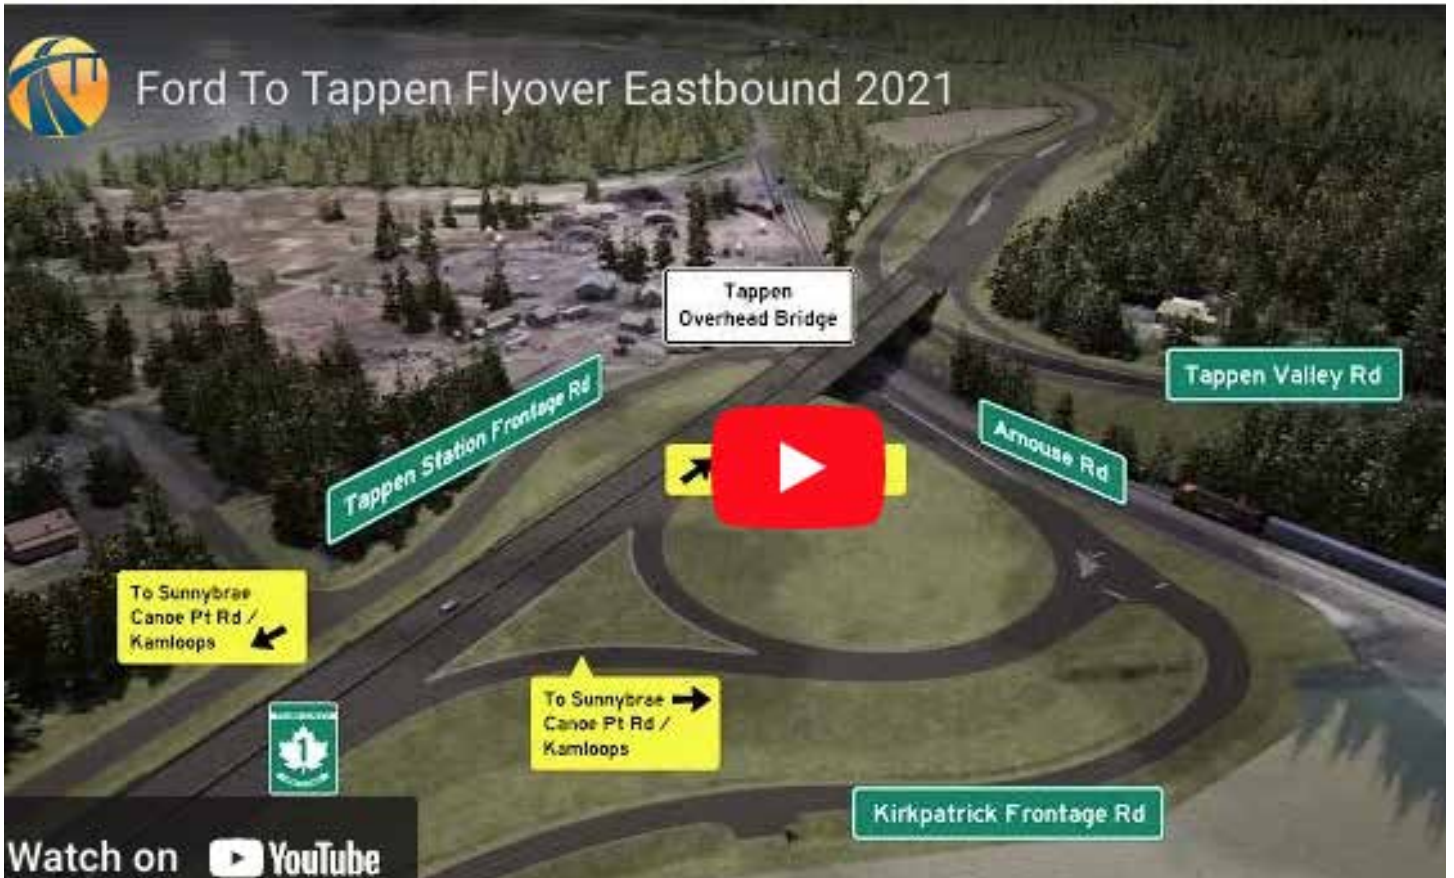 Ford To Tappen Flyover Eastbound 2021
Tappen
Overhead Bridge
Tappen Valley Rd
Tappen Station Frontage Rd
Arnouse Rd
To Sunnybrae
Canoe Pt Rd /
Kamloops
To Sunnybrae
Canoe Pt Rd /
Kamloops
1
Kirkpatrick Frontage Rd
Watch on YouTube